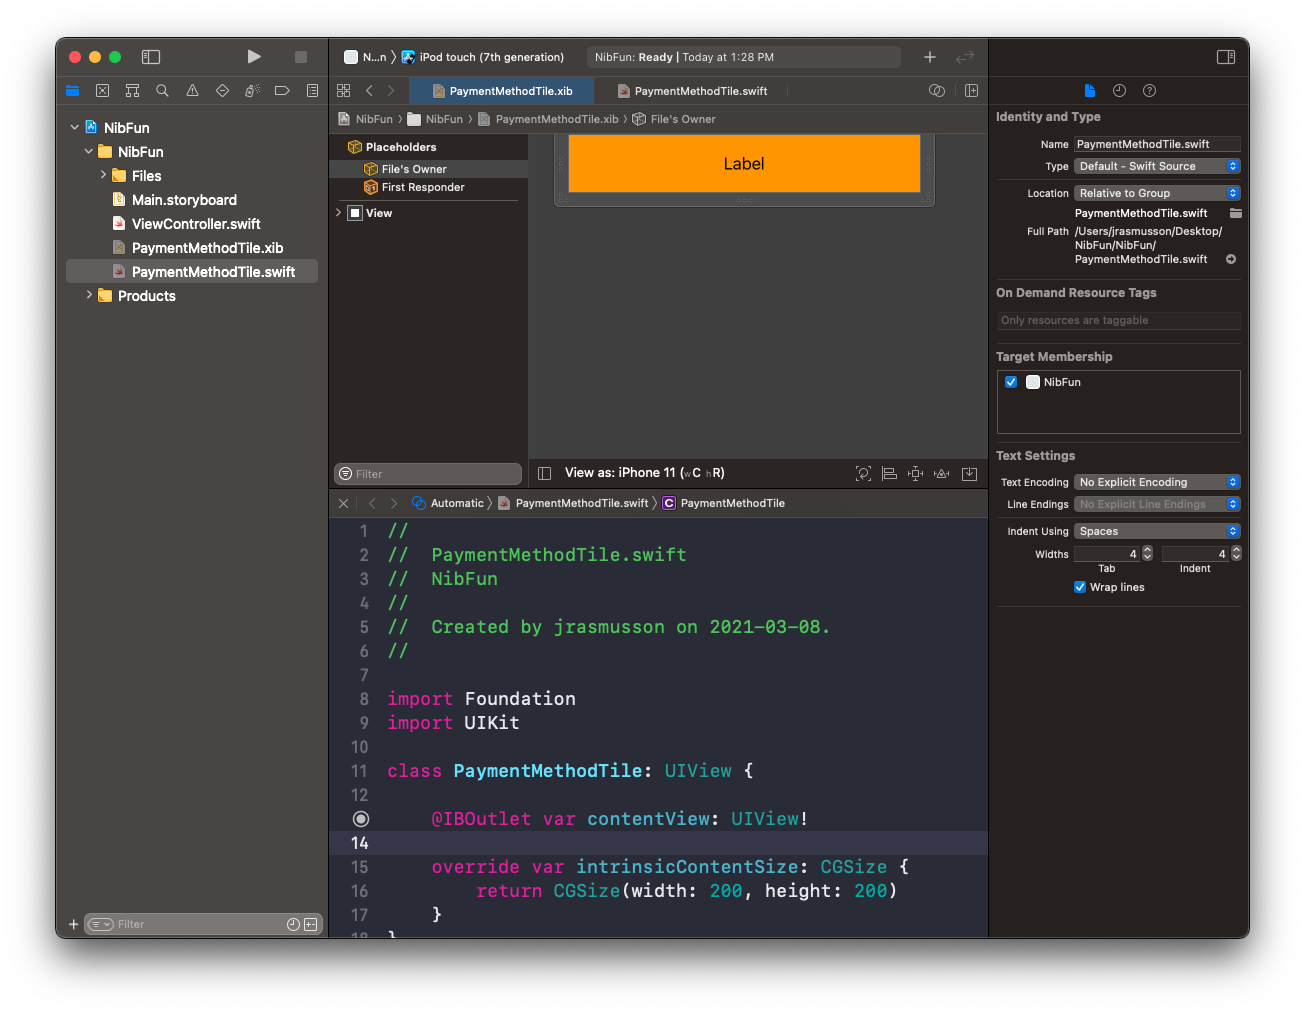 N...n
iPod touch (7th generation)
NibFun: Ready | Today at 1:28 PM
PaymentMethodTile.xib
PaymentMethodTile.swift
NibFun
NibFun
PaymentMethodTile.xib
File's Owner
NibFun
NibFun
Files
Main.storyboard
ViewController.swift
PaymentMethodTile.xib
PaymentMethodTile.swift
Products
Filter
Placeholders
File's Owner
First Responder
View
Filter
Label
View as: iPhone 11 (wC hR)
Automatic
PaymentMethodTile.swift
C
PaymentMethodTile
1 //
2 //  PaymentMethodTile.swift
3 //  NibFun
4 //
5 //  Created by jrasmusson on 2021-03-08.
6 //
7
8 import Foundation
9 import UIKit
10
11 class PaymentMethodTile: UIView {
12
@IBOutlet var contentView: UIView!
14
15 override var intrinsicContentSize: CGSize {
16 return CGSize(width: 200, height: 200)
17 }
18 }
Identity and Type
Name PaymentMethodTile.swift
Type Default - Swift Source
Location Relative to Group
PaymentMethodTile.swift
Full Path /Users/jrasmusson/Desktop/
NibFun/NibFun/
PaymentMethodTile.swift
On Demand Resource Tags
Only resources are taggable
Target Membership
NibFun
Text Settings
Text Encoding No Explicit Encoding
Line Endings No Explicit Line Endings
Indent Using Spaces
Widths 4 4
Tab Indent
Wrap lines